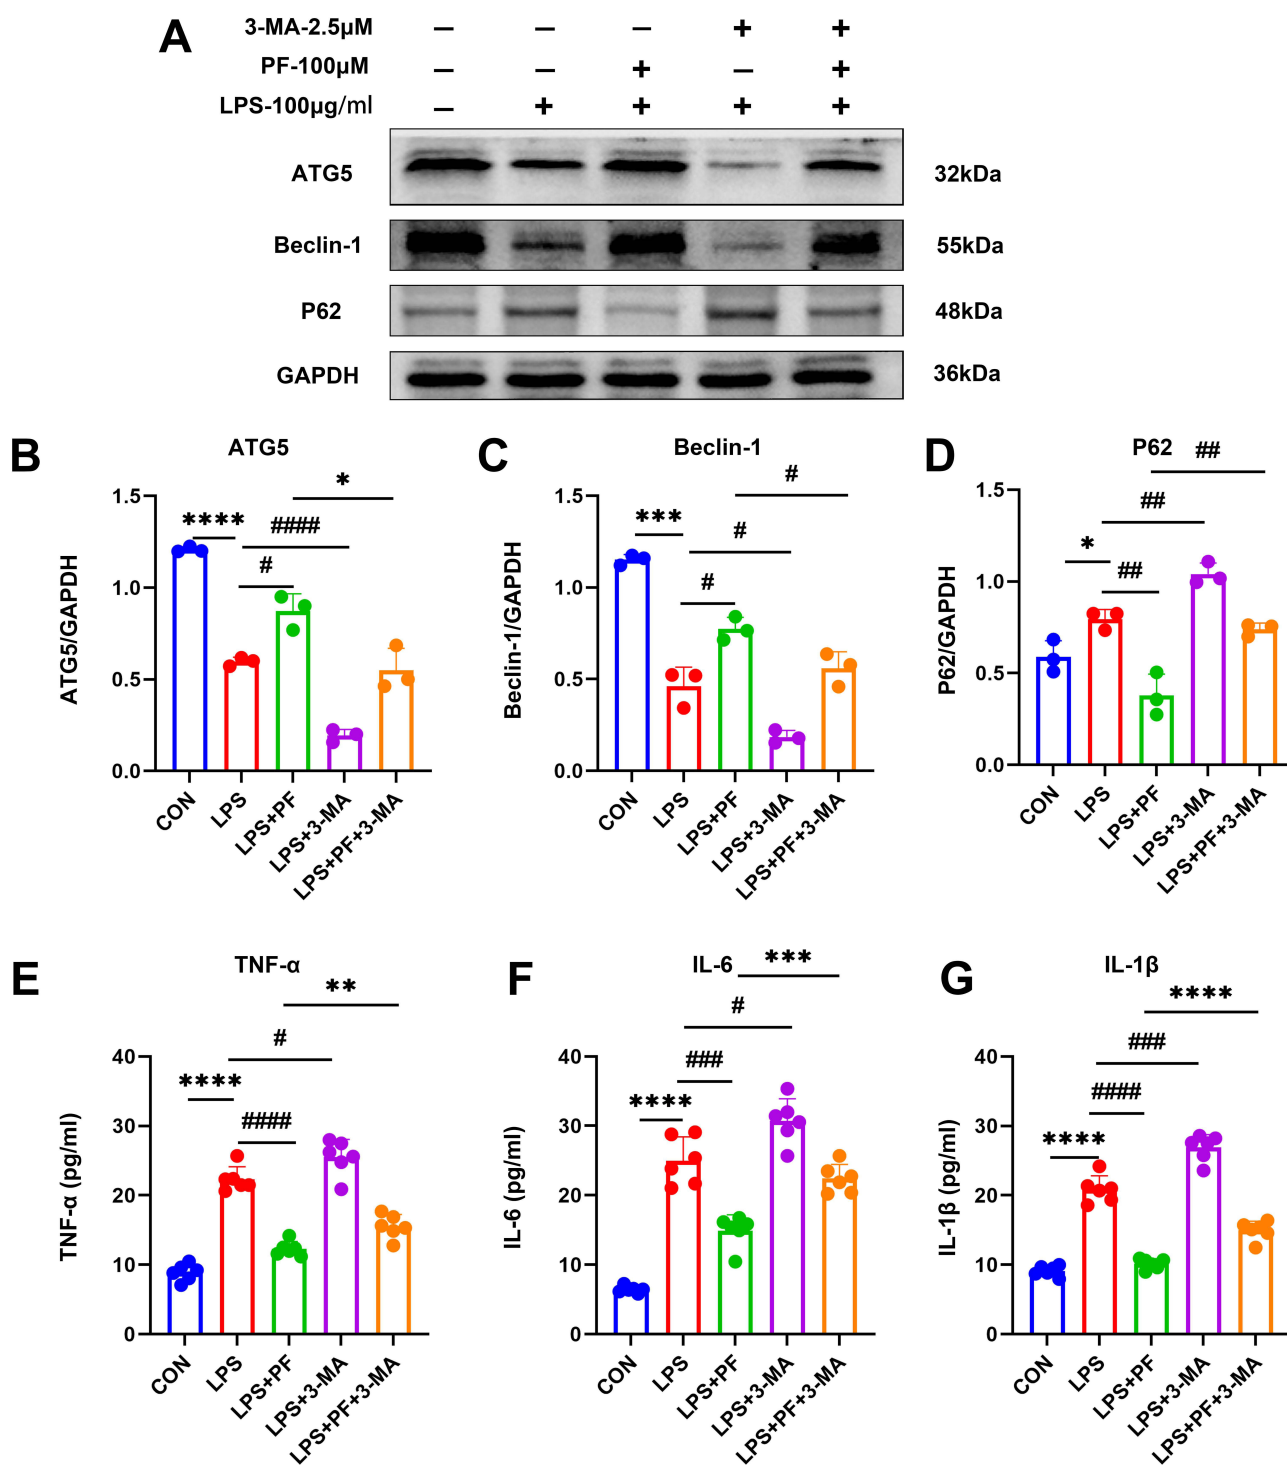 A
3-MA-2.5μM – – – + +
PF-100μM – – + – +
LPS-100μg/ml – + + + +
ATG5 32kDa
Beclin-1 55kDa
P62 48kDa
GAPDH 36kDa
B
ATG5
ATG5/GAPDH
1.5
1.0
0.5
0.0
*
****
####
#
CON
LPS
LPS+PF
LPS+3-MA
LPS+PF+3-MA
C
Beclin-1
Beclin-1/GAPDH
1.5
1.0
0.5
0.0
#
***
#
#
CON
LPS
LPS+PF
LPS+3-MA
LPS+PF+3-MA
D
P62
P62/GAPDH
1.5
1.0
0.5
0.0
##
##
*
##
CON
LPS
LPS+PF
LPS+3-MA
LPS+PF+3-MA
E
TNF-α
TNF-α (pg/ml)
40
30
20
10
0
**
#
****
####
CON
LPS
LPS+PF
LPS+3-MA
LPS+PF+3-MA
F
IL-6
IL-6 (pg/ml)
40
30
20
10
0
***
#
###
****
CON
LPS
LPS+PF
LPS+3-MA
LPS+PF+3-MA
G
IL-1β
IL-1β (pg/ml)
40
30
20
10
0
****
###
####
****
CON
LPS
LPS+PF
LPS+3-MA
LPS+PF+3-MA